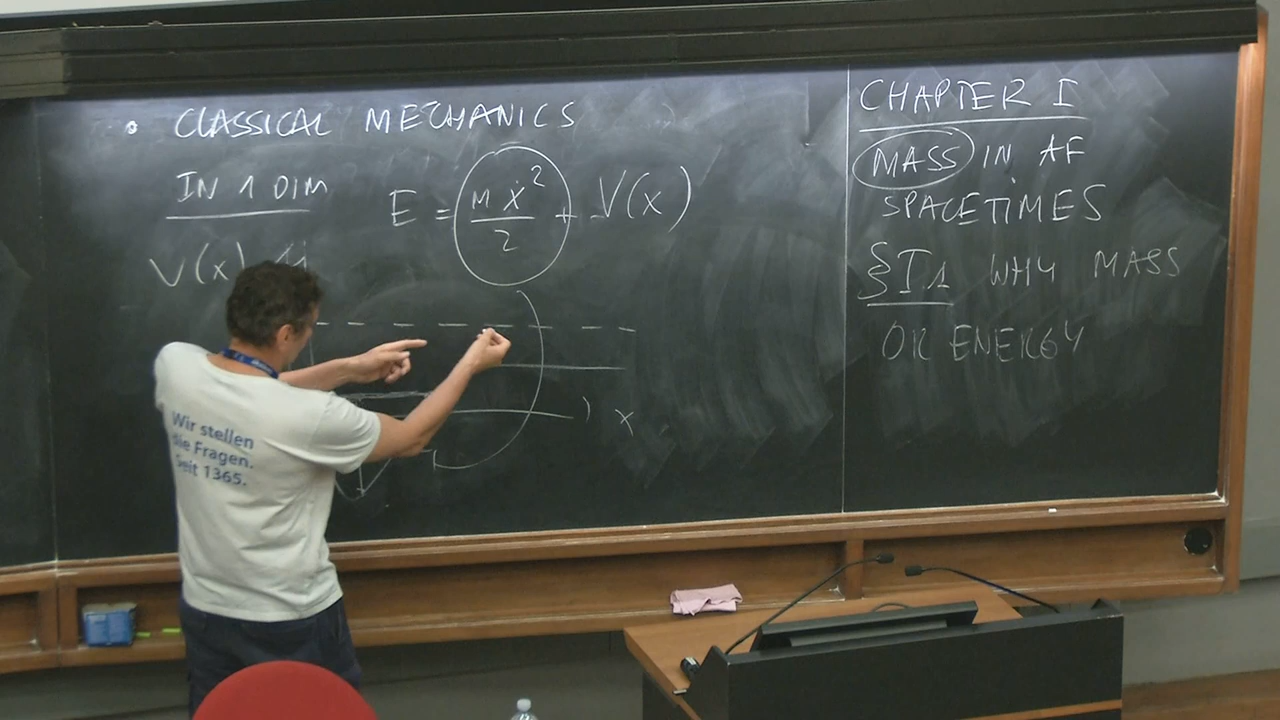 • CLASSICAL MECHANICS
IN 1 DIM
E = mẋ²/2 + V(x)
V(x)
x
CHAPTER I
MASS IN AF
SPACETIMES
§I.1 WHY MASS
OR ENERGY
Wir stellen
die Fragen.
Seit 1365.